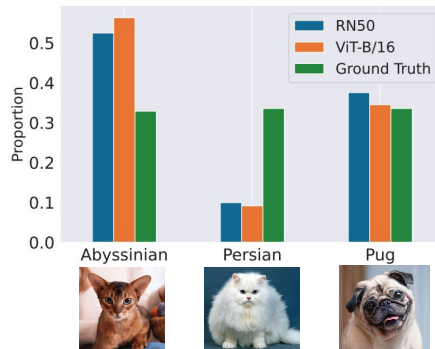 0.5
0.4
0.3
0.2
0.1
0.0
Proportion
RN50
ViT-B/16
Ground Truth
Abyssinian Persian Pug